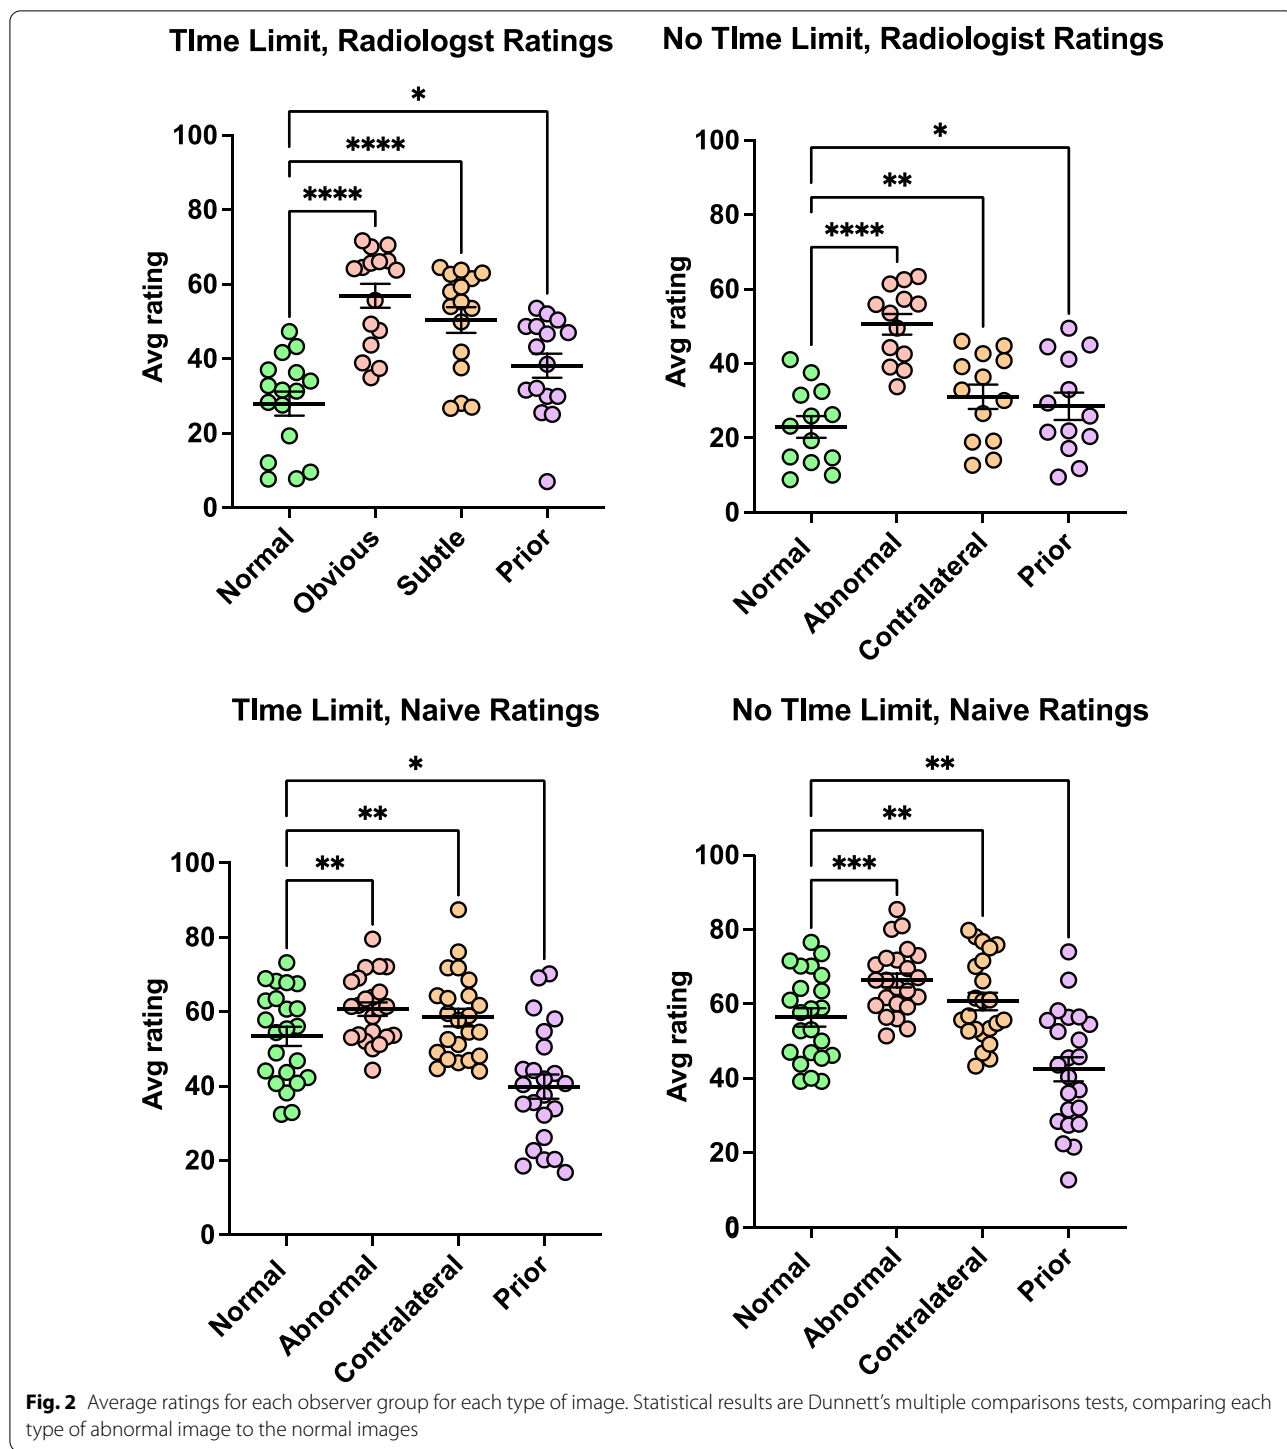 TIme Limit, Radiologst Ratings
*
****
****
100
80
60
40
20
0
Avg rating
Normal
Obvious
Subtle
Prior
No TIme Limit, Radiologist Ratings
*
**
****
100
80
60
40
20
0
Avg rating
Normal
Abnormal
Contralateral
Prior
TIme Limit, Naive Ratings
*
**
**
100
80
60
40
20
0
Avg rating
Normal
Abnormal
Contralateral
Prior
No TIme Limit, Naive Ratings
**
**
***
100
80
60
40
20
0
Avg rating
Normal
Abnormal
Contralateral
Prior
Fig. 2 Average ratings for each observer group for each type of image. Statistical results are Dunnett’s multiple comparisons tests, comparing each
type of abnormal image to the normal images